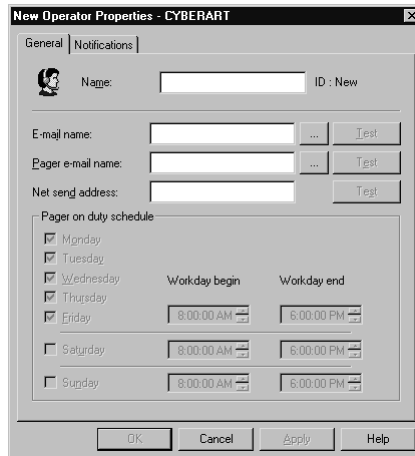 New Operator Properties - CYBERART
General Notifications
Name: ID : New
E-mail name: ... Test
Pager e-mail name: ... Test
Net send address: Test
Pager on duty schedule
Monday
Tuesday
Wednesday Workday begin Workday end
Thursday
Friday 8:00:00 AM 6:00:00 PM
Saturday 8:00:00 AM 6:00:00 PM
Sunday 8:00:00 AM 6:00:00 PM
OK Cancel Apply Help